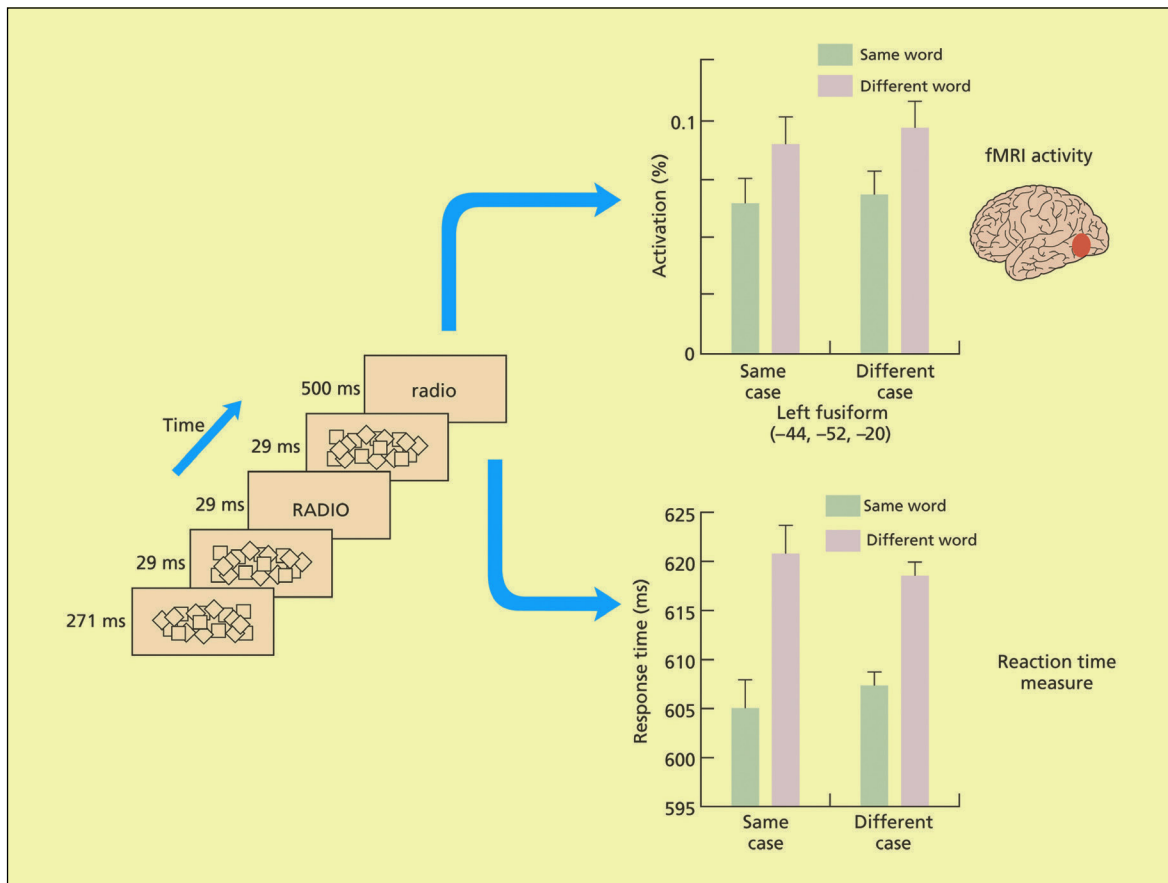 Same word
Different word
0.1
0
Activation (%)
Same
case
Different
case
Left fusiform
(–44, –52, –20)
fMRI activity
Time
500 ms
radio
29 ms
29 ms
RADIO
29 ms
271 ms
Same word
Different word
625
620
615
610
605
600
595
Response time (ms)
Same
case
Different
case
Reaction time
measure